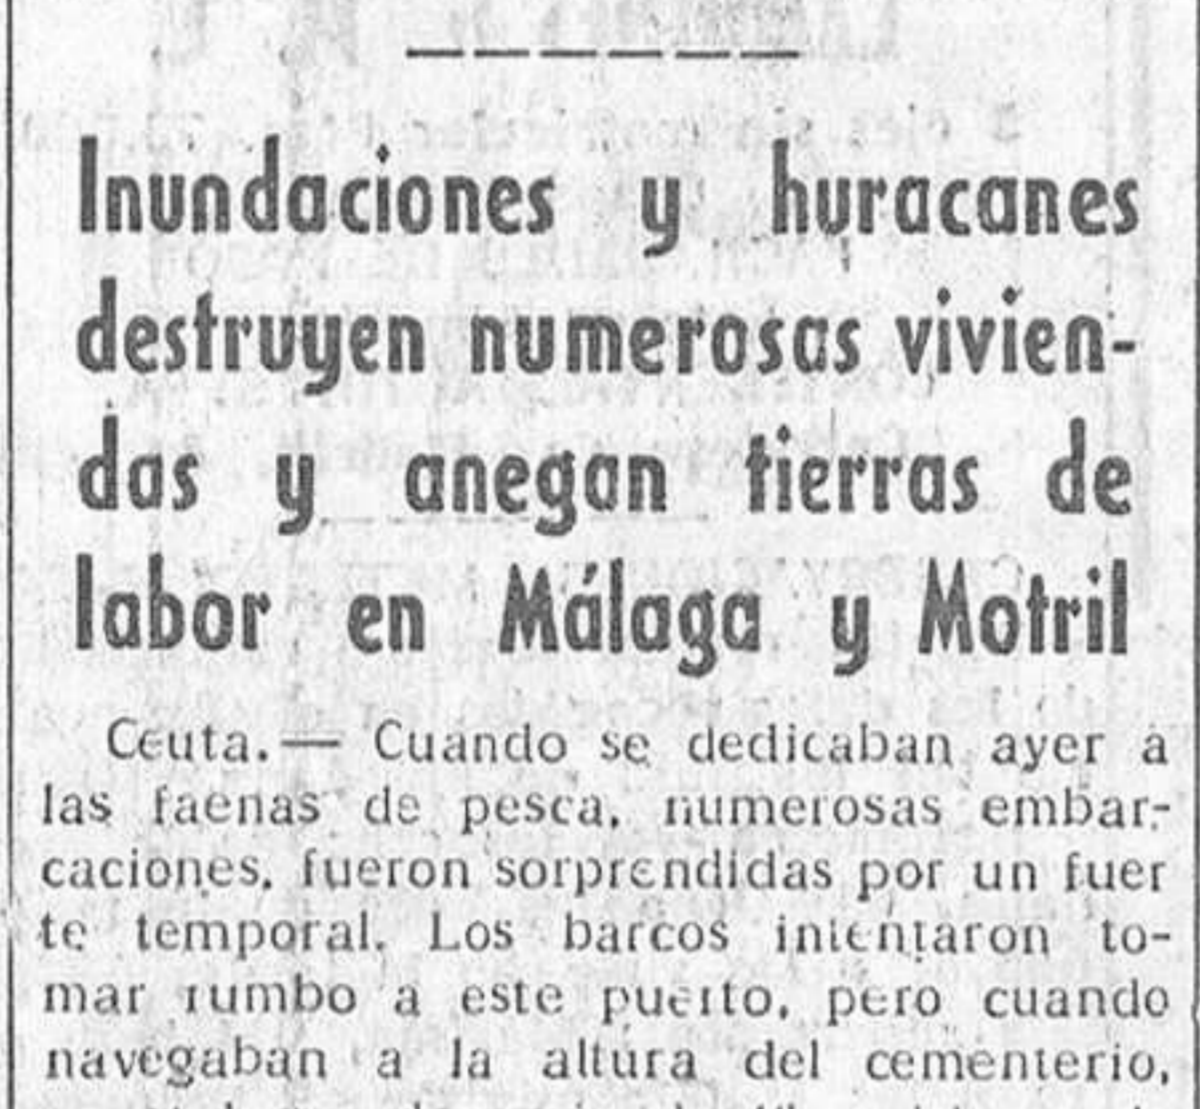 Inundaciones y huracanes
destruyen numerosas vivien-
das y anegan tierras de
labor en Málaga y Motril
Ceuta.— Cuando se dedicaban ayer a
las faenas de pesca, numerosas embar-
caciones, fueron sorprendidas por un fuer
te temporal. Los barcos intentaron to-
mar rumbo a este puerto, pero cuando
navegaban a la altura del cementerio,